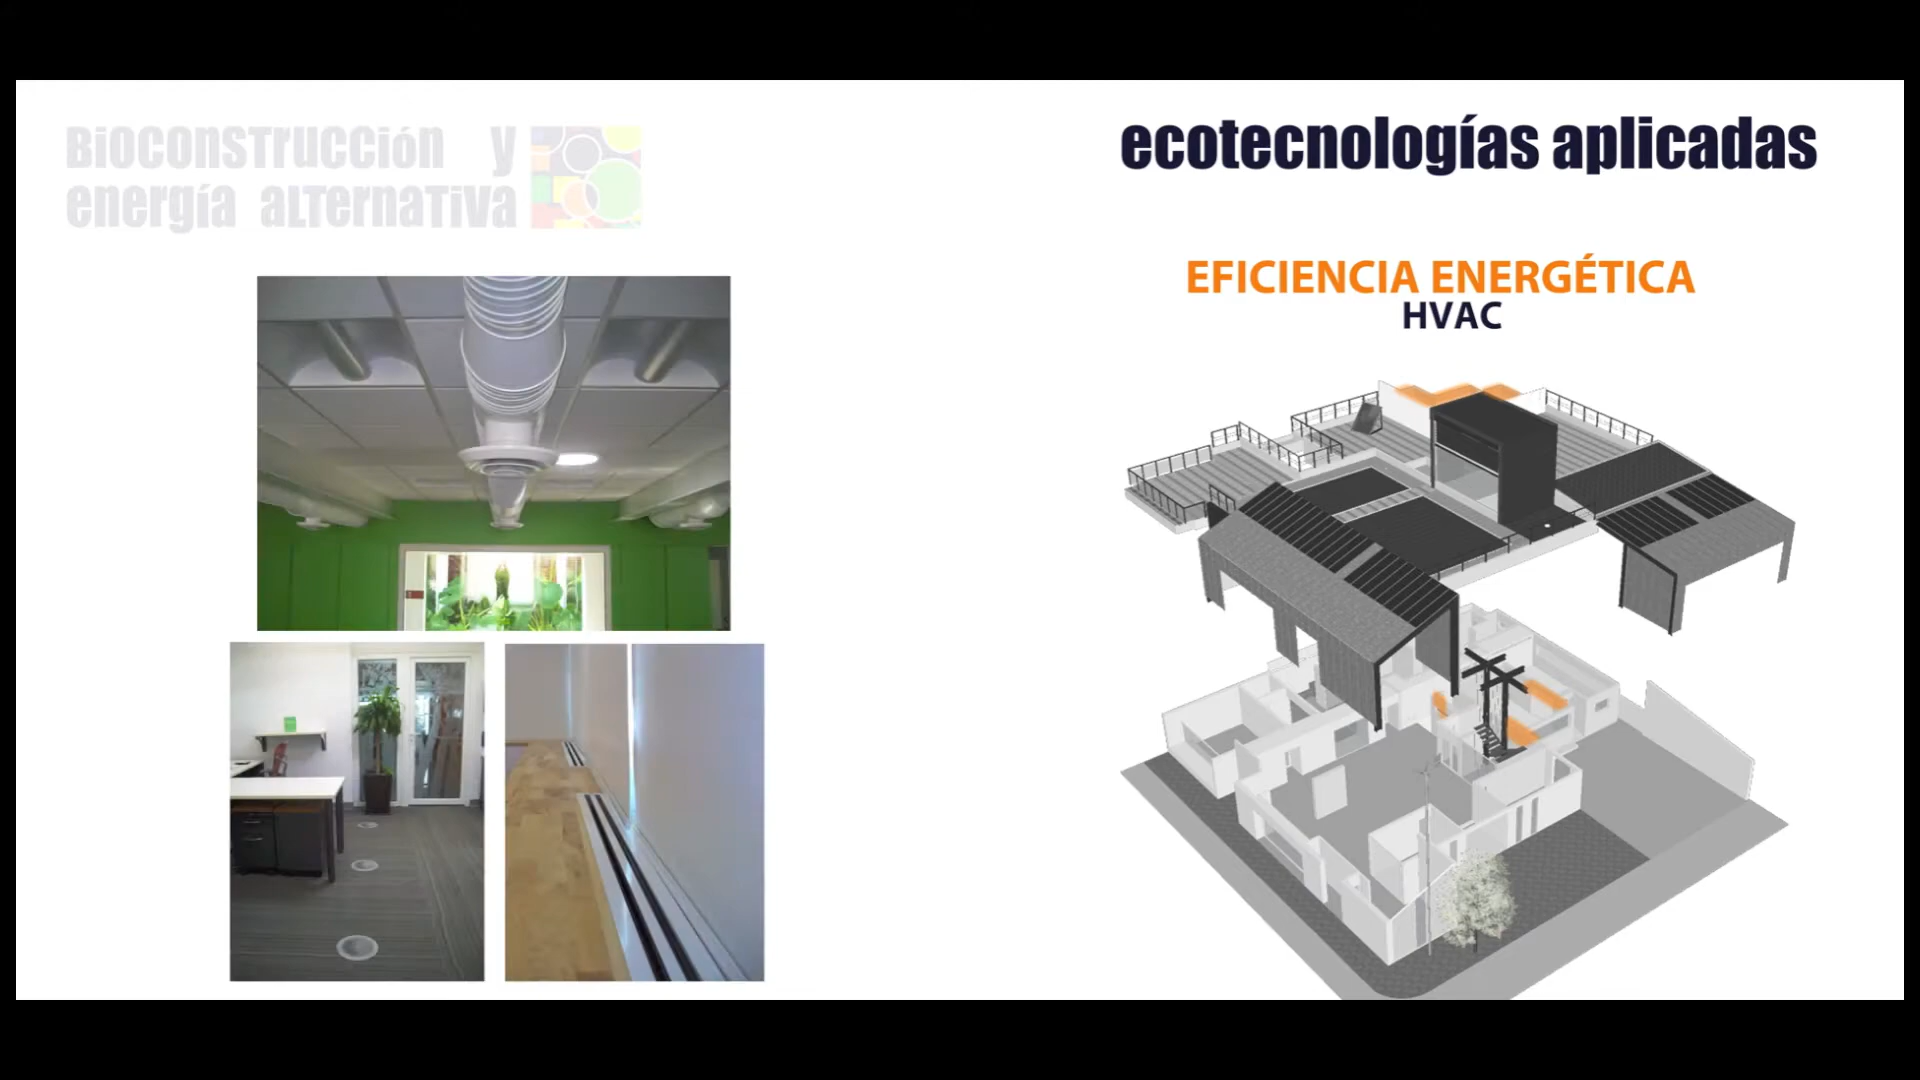 BiOCONSTrUCCión y
energía aLTernaTiVa
ecotecnologías aplicadas
EFICIENCIA ENERGÉTICA
HVAC